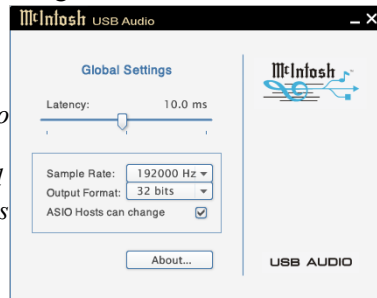 McIntosh USB Audio
Global Settings
Latency: 10.0 ms
Sample Rate: 192000 Hz
Output Format: 32 bits
ASIO Hosts can change
About...
McIntosh
USB AUDIO